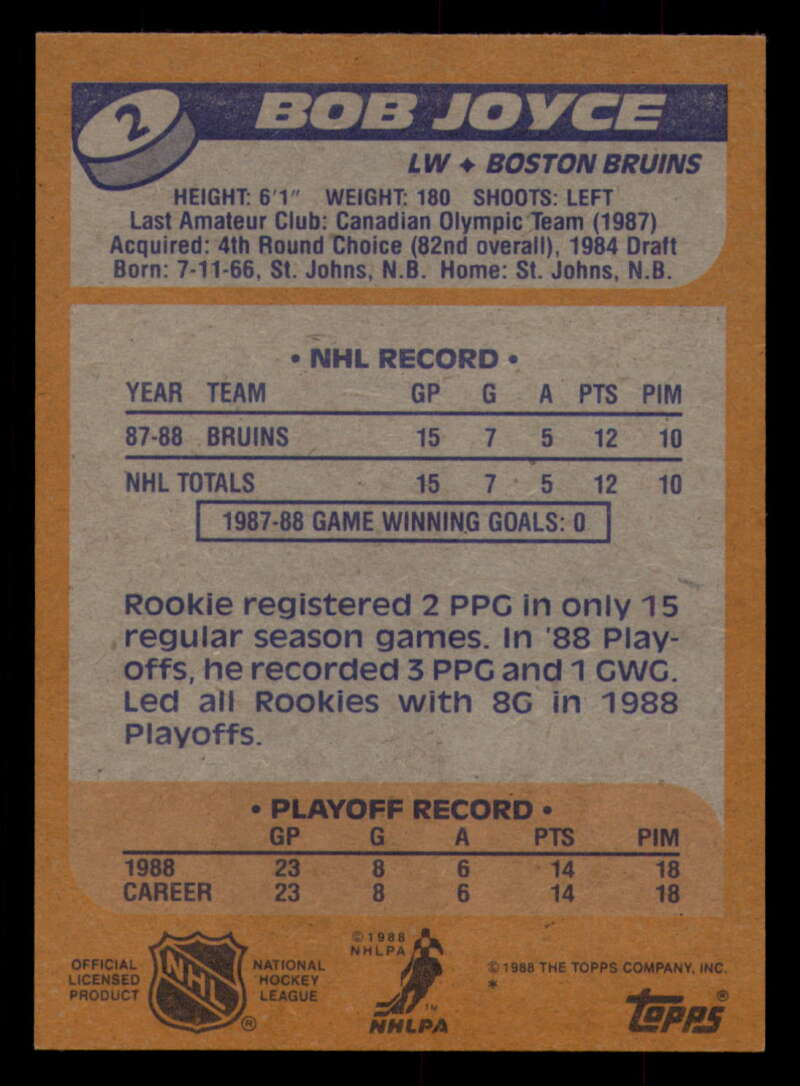 2
BOB JOYCE
LW ✦ BOSTON BRUINS
HEIGHT: 6'1" WEIGHT: 180 SHOOTS: LEFT
Last Amateur Club: Canadian Olympic Team (1987)
Acquired: 4th Round Choice (82nd overall), 1984 Draft
Born: 7-11-66, St. Johns, N.B. Home: St. Johns, N.B.
• NHL RECORD •
YEAR TEAM GP G A PTS PIM
87-88 BRUINS 15 7 5 12 10
NHL TOTALS 15 7 5 12 10
1987-88 GAME WINNING GOALS: 0
Rookie registered 2 PPG in only 15
regular season games. In '88 Play-
offs, he recorded 3 PPG and 1 GWG.
Led all Rookies with 8G in 1988
Playoffs.
• PLAYOFF RECORD •
GP G A PTS PIM
1988 23 8 6 14 18
CAREER 23 8 6 14 18
OFFICIAL
LICENSED
PRODUCT
NHL
®
NATIONAL
HOCKEY
LEAGUE
©1988
NHLPA
TM
NHLPA
©1988 THE TOPPS COMPANY, INC.
*
Topps®